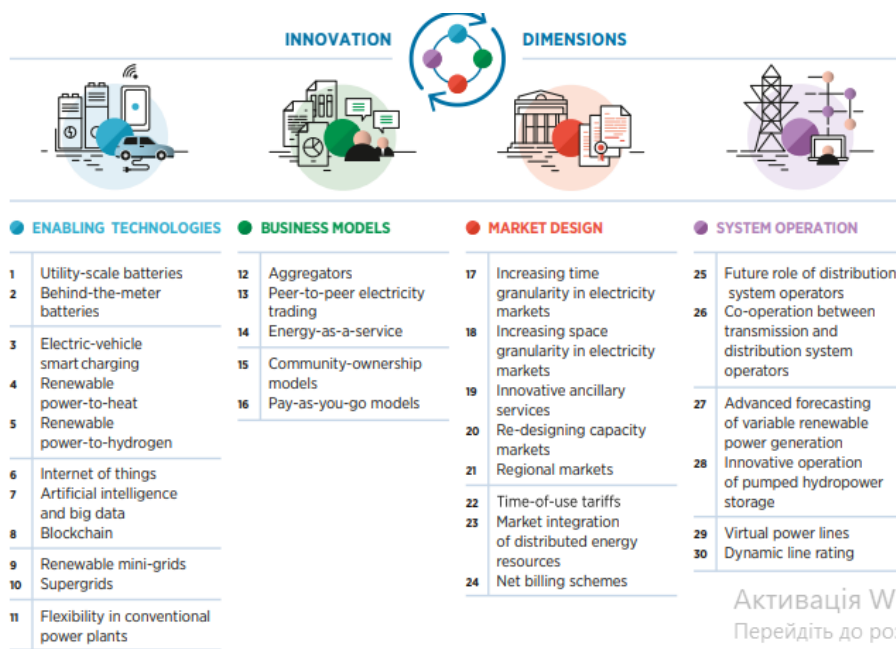 INNOVATION DIMENSIONS
ENABLING TECHNOLOGIES
1 Utility-scale batteries
2 Behind-the-meter
batteries
3 Electric-vehicle
smart charging
4 Renewable
power-to-heat
5 Renewable
power-to-hydrogen
6 Internet of things
7 Artificial intelligence
and big data
8 Blockchain
9 Renewable mini-grids
10 Supergrids
11 Flexibility in conventional
power plants
BUSINESS MODELS
12 Aggregators
13 Peer-to-peer electricity
trading
14 Energy-as-a-service
15 Community-ownership
models
16 Pay-as-you-go models
MARKET DESIGN
17 Increasing time
granularity in electricity
markets
18 Increasing space
granularity in electricity
markets
19 Innovative ancillary
services
20 Re-designing capacity
markets
21 Regional markets
22 Time-of-use tariffs
23 Market integration
of distributed energy
resources
24 Net billing schemes
SYSTEM OPERATION
25 Future role of distribution
system operators
26 Co-operation between
transmission and
distribution system
operators
27 Advanced forecasting
of variable renewable
power generation
28 Innovative operation
of pumped hydropower
storage
29 Virtual power lines
30 Dynamic line rating
Активація W
Перейдіть до